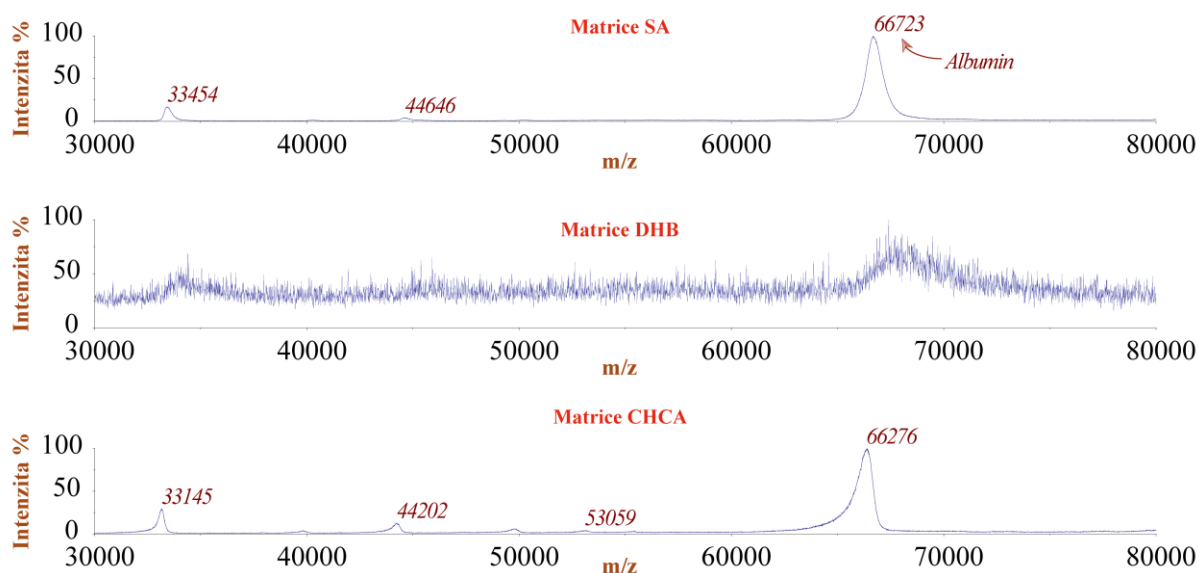 Matrice SA
Intenzita %
100
50
0
33454
44646
66723
Albumin
30000 40000 50000 60000 70000 80000
m/z
Matrice DHB
Intenzita %
100
50
0
30000 40000 50000 60000 70000 80000
m/z
Matrice CHCA
Intenzita %
100
50
0
33145
44202
53059
66276
30000 40000 50000 60000 70000 80000
m/z